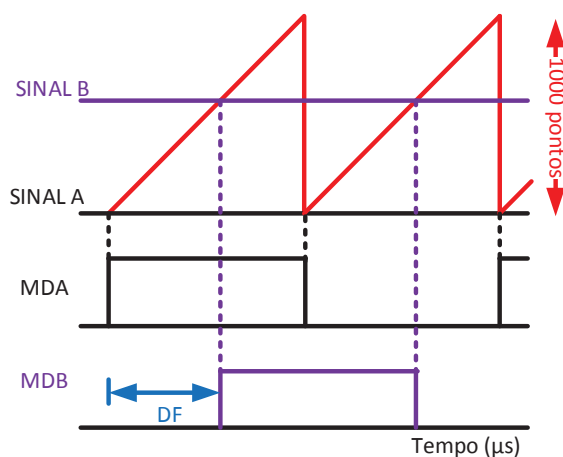 SINAL B
1000 pontos
SINAL A
MDA
MDB
DF
Tempo (µs)